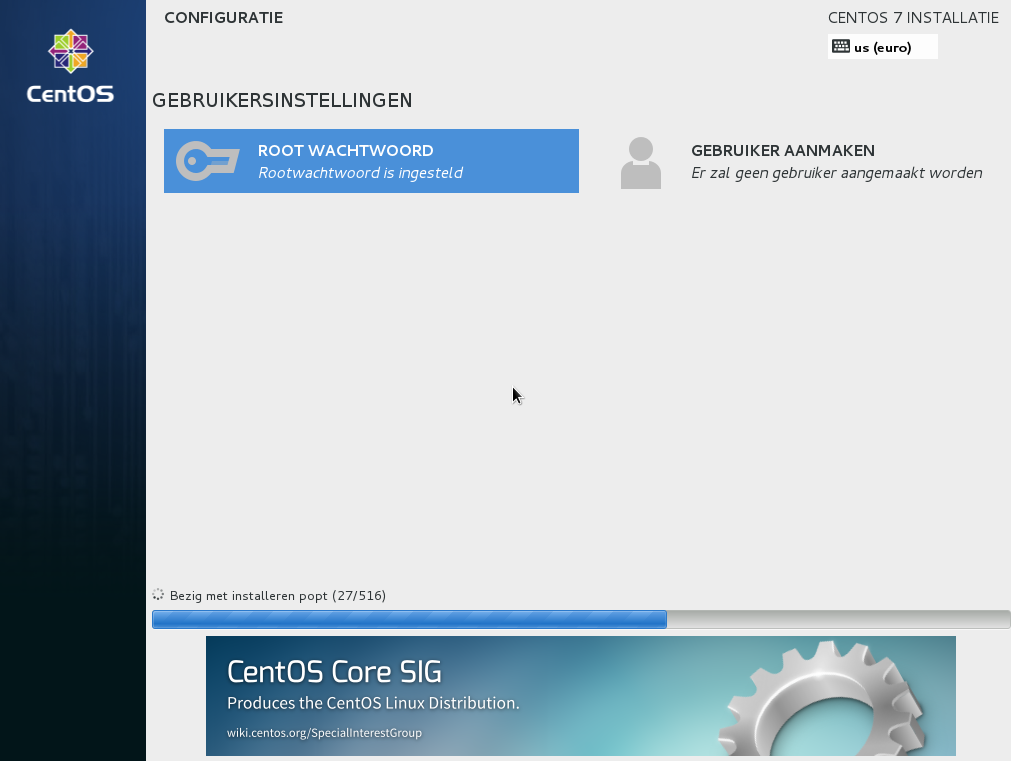 CONFIGURATIE
CENTOS 7 INSTALLATIE
us (euro)
CentOS
GEBRUIKERSINSTELLINGEN
ROOT WACHTWOORD
Rootwachtwoord is ingesteld
GEBRUIKER AANMAKEN
Er zal geen gebruiker aangemaakt worden
Bezig met installeren popt (27/516)
CentOS Core SIG
Produces the CentOS Linux Distribution.
wiki.centos.org/SpecialInterestGroup